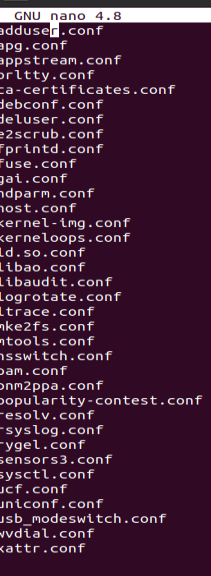 GNU nano 4.8
adduser.conf
apg.conf
appstream.conf
brltty.conf
ca-certificates.conf
debconf.conf
deluser.conf
e2scrub.conf
fprintd.conf
fuse.conf
gai.conf
hdparm.conf
host.conf
kernel-img.conf
kerneloops.conf
ld.so.conf
libao.conf
libaudit.conf
logrotate.conf
ltrace.conf
mke2fs.conf
mtools.conf
nsswitch.conf
pam.conf
pnm2ppa.conf
popularity-contest.conf
resolv.conf
rsyslog.conf
rygel.conf
sensors3.conf
sysctl.conf
ucf.conf
uniconf.conf
usb_modeswitch.conf
wvdial.conf
xattr.conf